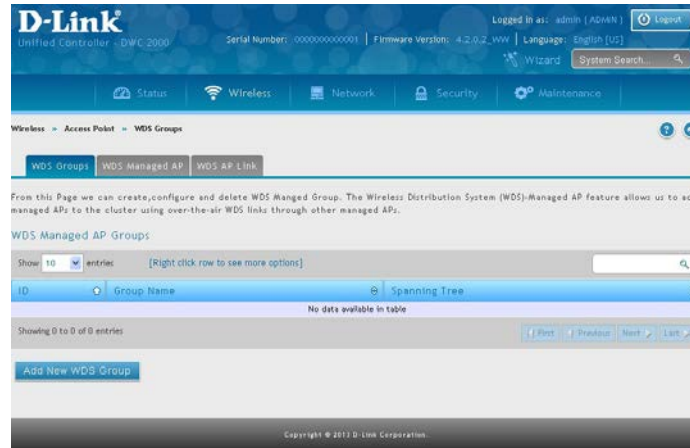 D-Link
Unified Controller - DWC-2000
Logged in as: admin ( ADMIN ) Logout
Serial Number: 000000000001 | Firmware Version: 4.2.0.2_WW | Language: English [US]
Wizard System Search...
Status Wireless Network Security Maintenance
Wireless » Access Point » WDS Groups
WDS Groups WDS Managed AP WDS AP Link
From this Page we can create,configure and delete WDS Manged Group. The Wireless Distribution System (WDS)-Managed AP feature allows us to ad
managed APs to the cluster using over-the-air WDS links through other managed APs.
WDS Managed AP Groups
Show 10 entries [Right click row to see more options]
ID Group Name Spanning Tree
No data available in table
Showing 0 to 0 of 0 entries First Previous Next Last
Add New WDS Group
Copyright © 2013 D-Link Corporation.